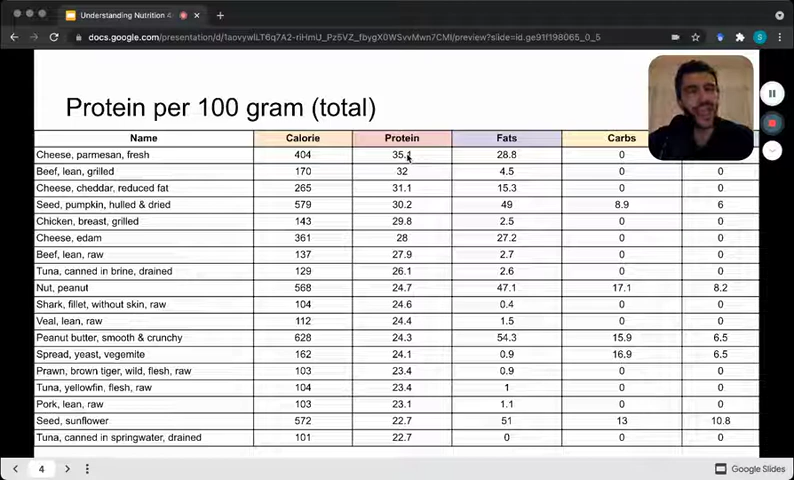 Understanding Nutrition 4
docs.google.com/presentation/d/1aovywlLT6q7A2-riHmU_Pz5VZ_fbygX0WSvvMwn7CMI/preview?slide=id.ge91f198065_0_5
Protein per 100 gram (total)
Name Calorie Protein Fats Carbs
Cheese, parmesan, fresh 404 35.1 28.8 0
Beef, lean, grilled 170 32 4.5 0 0
Cheese, cheddar, reduced fat 265 31.1 15.3 0 0
Seed, pumpkin, hulled & dried 579 30.2 49 8.9 6
Chicken, breast, grilled 143 29.8 2.5 0 0
Cheese, edam 361 28 27.2 0 0
Beef, lean, raw 137 27.9 2.7 0 0
Tuna, canned in brine, drained 129 26.1 2.6 0 0
Nut, peanut 568 24.7 47.1 17.1 8.2
Shark, fillet, without skin, raw 104 24.6 0.4 0 0
Veal, lean, raw 112 24.4 1.5 0 0
Peanut butter, smooth & crunchy 628 24.3 54.3 15.9 6.5
Spread, yeast, vegemite 162 24.1 0.9 16.9 6.5
Prawn, brown tiger, wild, flesh, raw 103 23.4 0.9 0 0
Tuna, yellowfin, flesh, raw 104 23.4 1 0 0
Pork, lean, raw 103 23.1 1.1 0 0
Seed, sunflower 572 22.7 51 13 10.8
Tuna, canned in springwater, drained 101 22.7 0 0 0
4
Google Slides